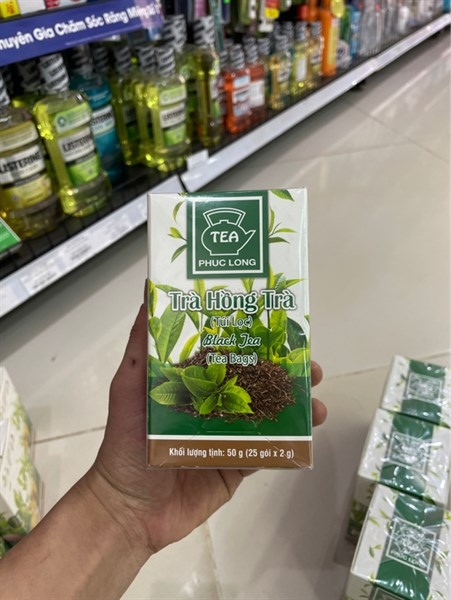 Chuyên Gia Chăm Sóc Răng Miệng
LISTERINE
LISTERINE
LISTERINE
TEA
PHUC LONG
Trà Hồng Trà
(Túi Lọc)
Black Tea
(Tea Bags)
Khối lượng tịnh: 50 g (25 gói x 2 g)